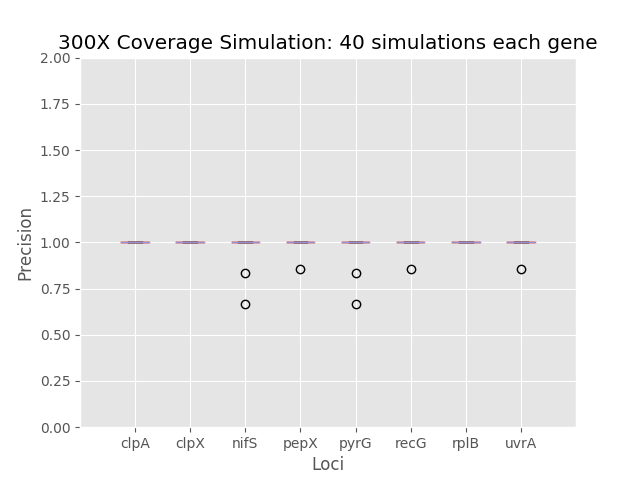 300X Coverage Simulation: 40 simulations each gene
2.00
1.75
1.50
1.25
1.00
0.75
0.50
0.25
0.00
Precision
clpA clpX nifS pepX pyrG recG rplB uvrA
Loci